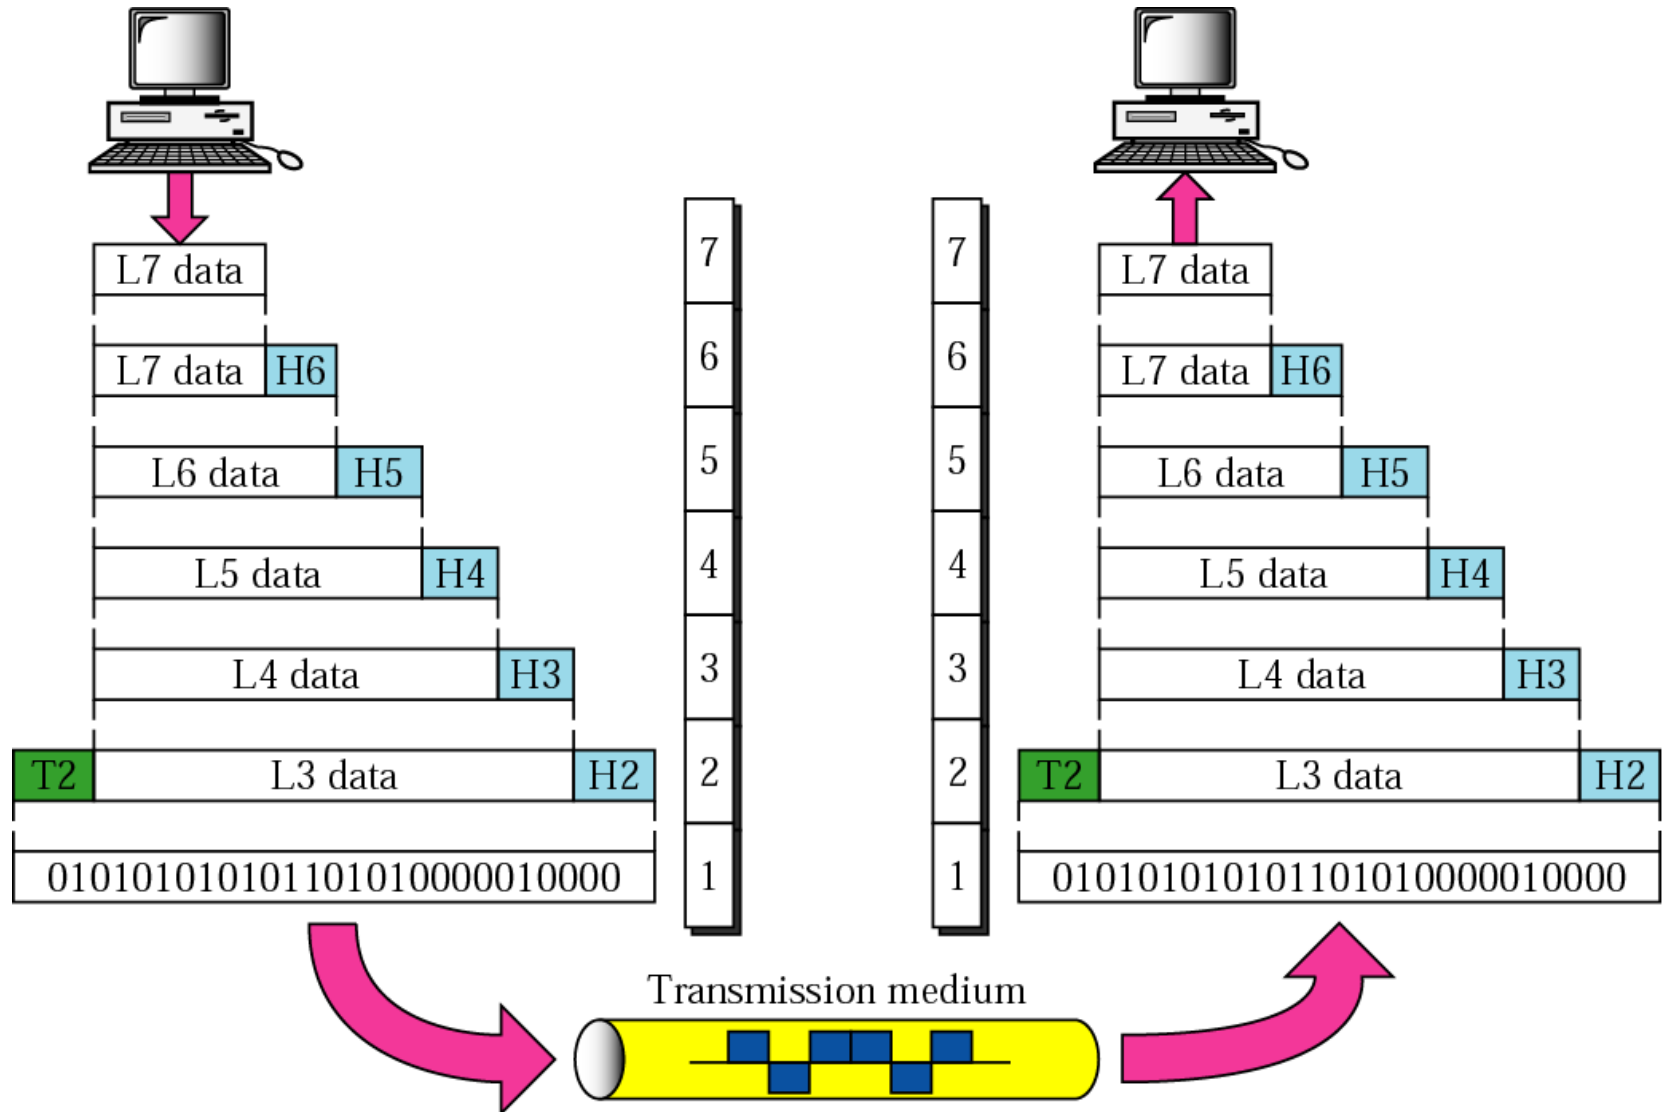 L7 data
L7 data H6
L6 data H5
L5 data H4
L4 data H3
T2 L3 data H2
010101010101101010000010000
7
6
5
4
3
2
1
7
6
5
4
3
2
1
L7 data
L7 data H6
L6 data H5
L5 data H4
L4 data H3
T2 L3 data H2
010101010101101010000010000
Transmission medium